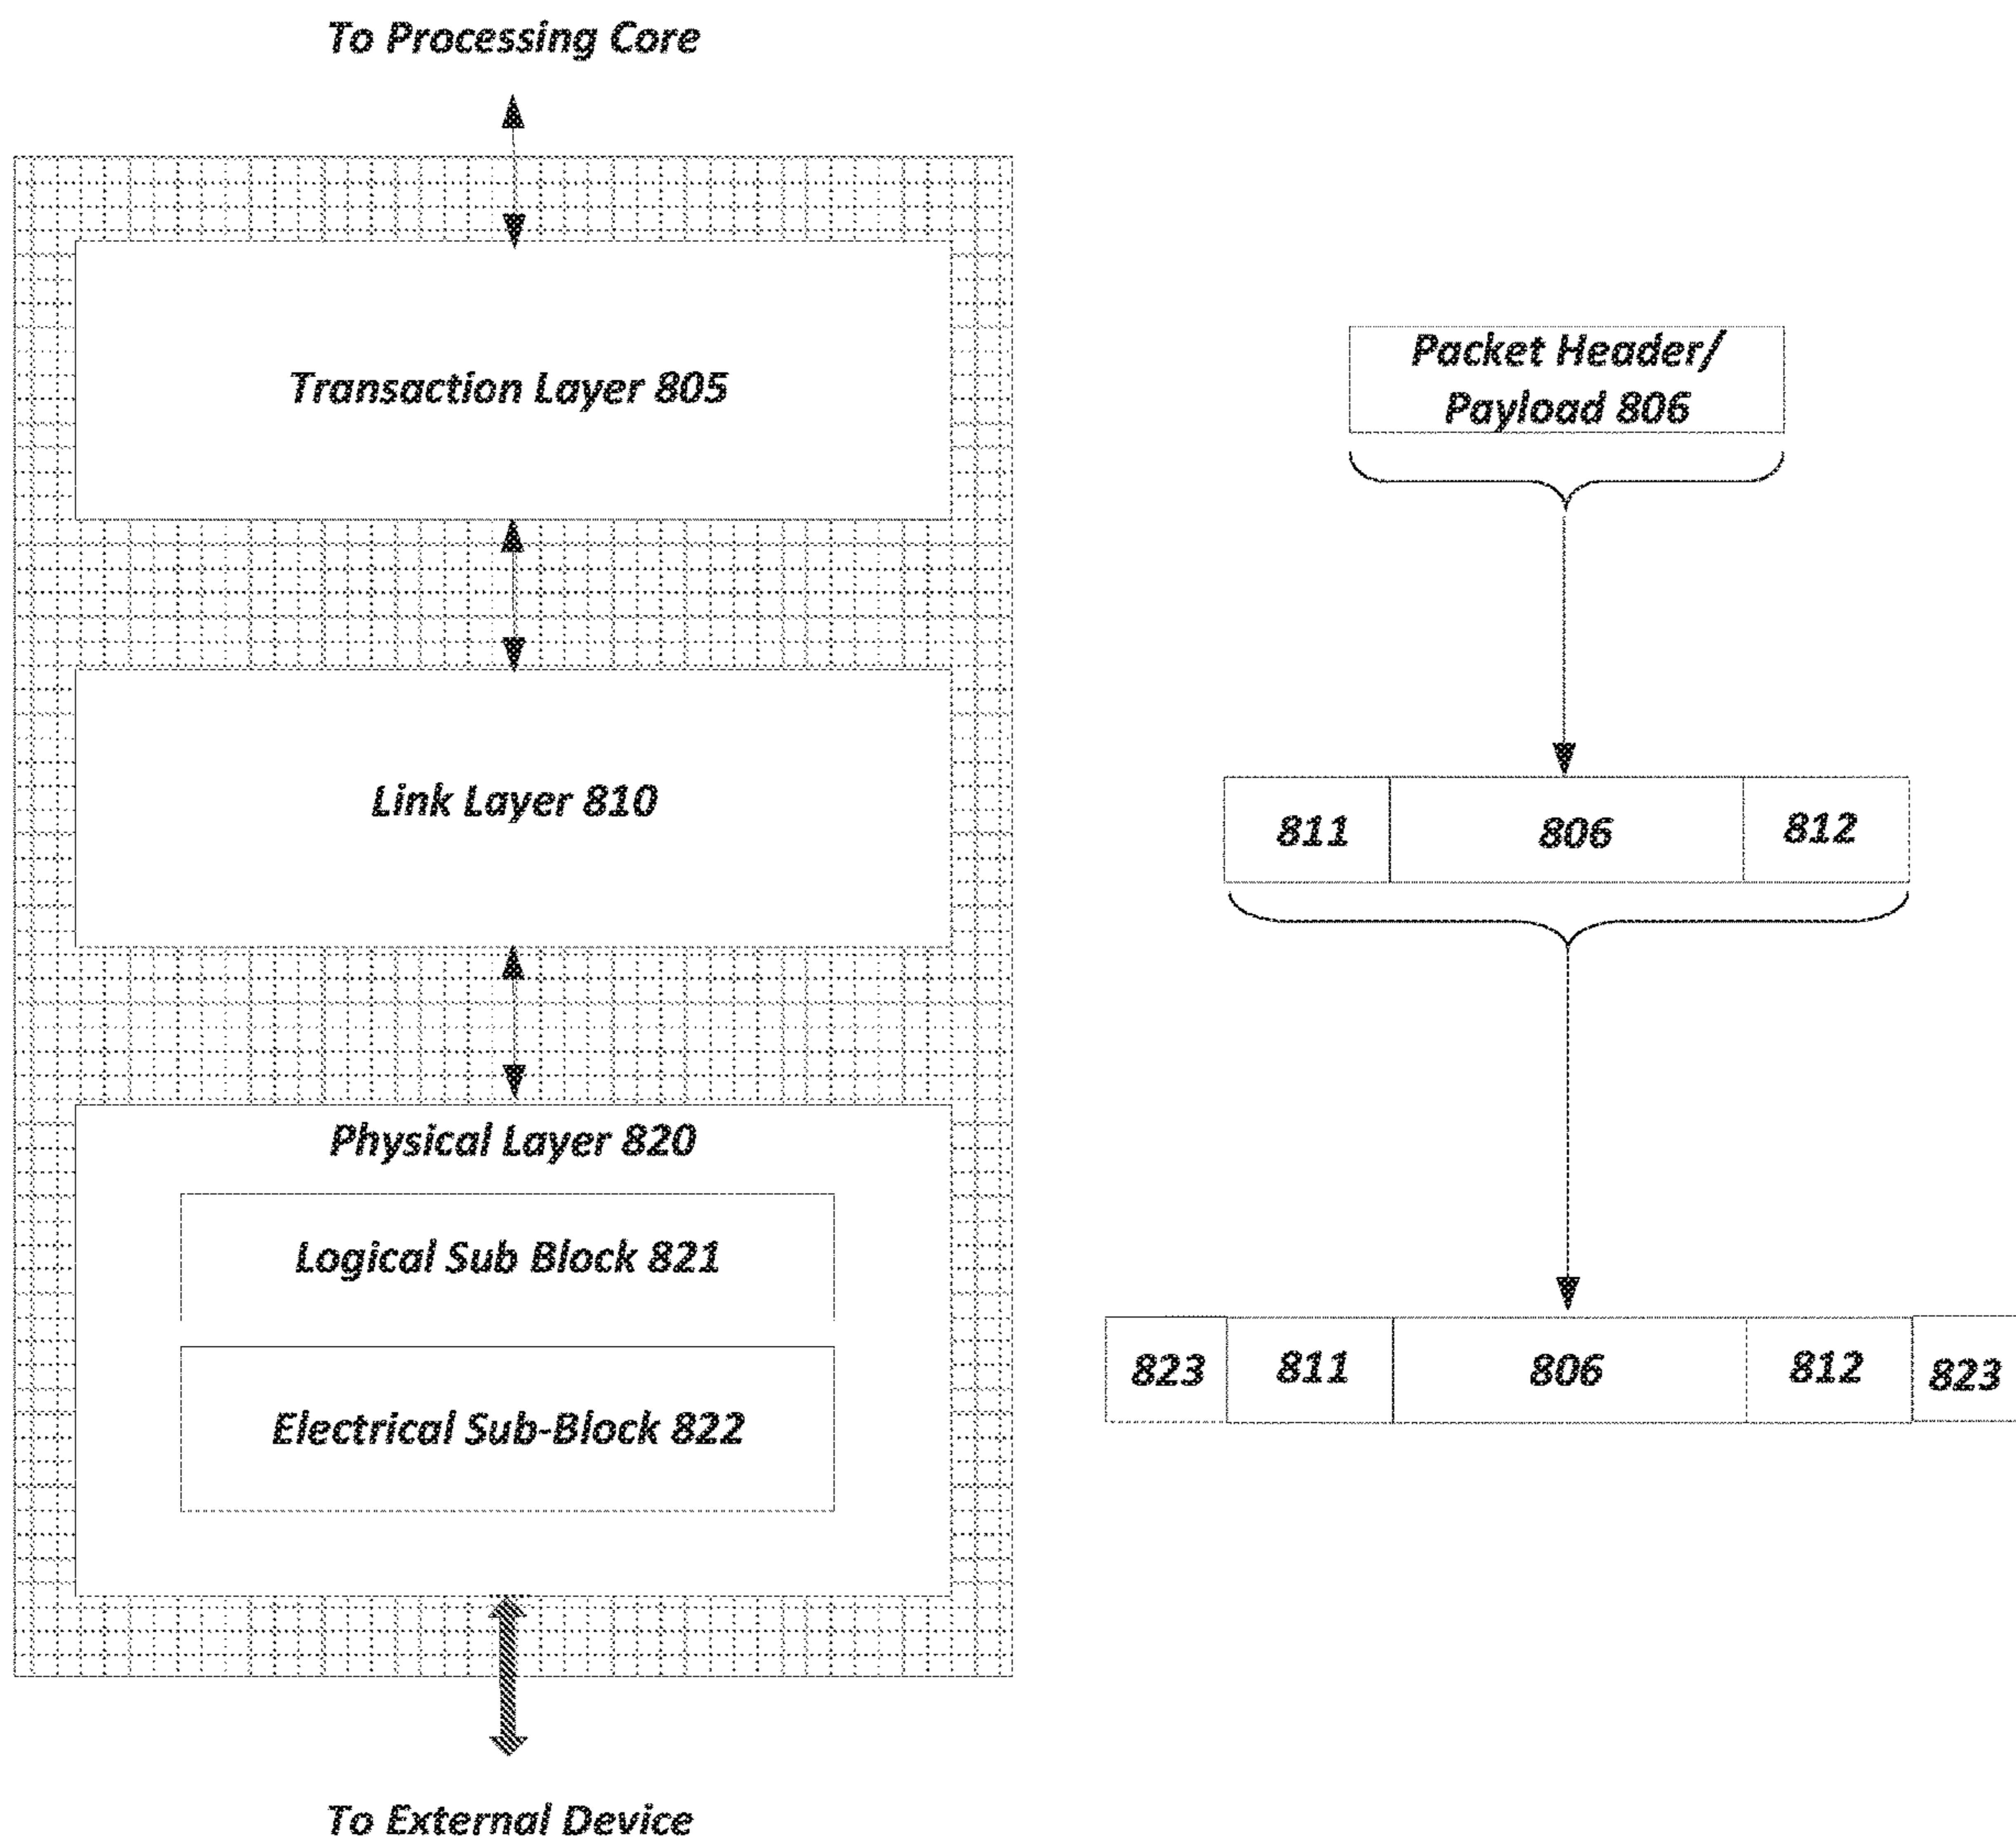 To Processing Core
Transaction Layer 805
Link Layer 810
Physical Layer 820
Logical Sub Block 821
Electrical Sub-Block 822
To External Device
Packet Header/
Payload 806
811 806 812
823 811 806 812 823